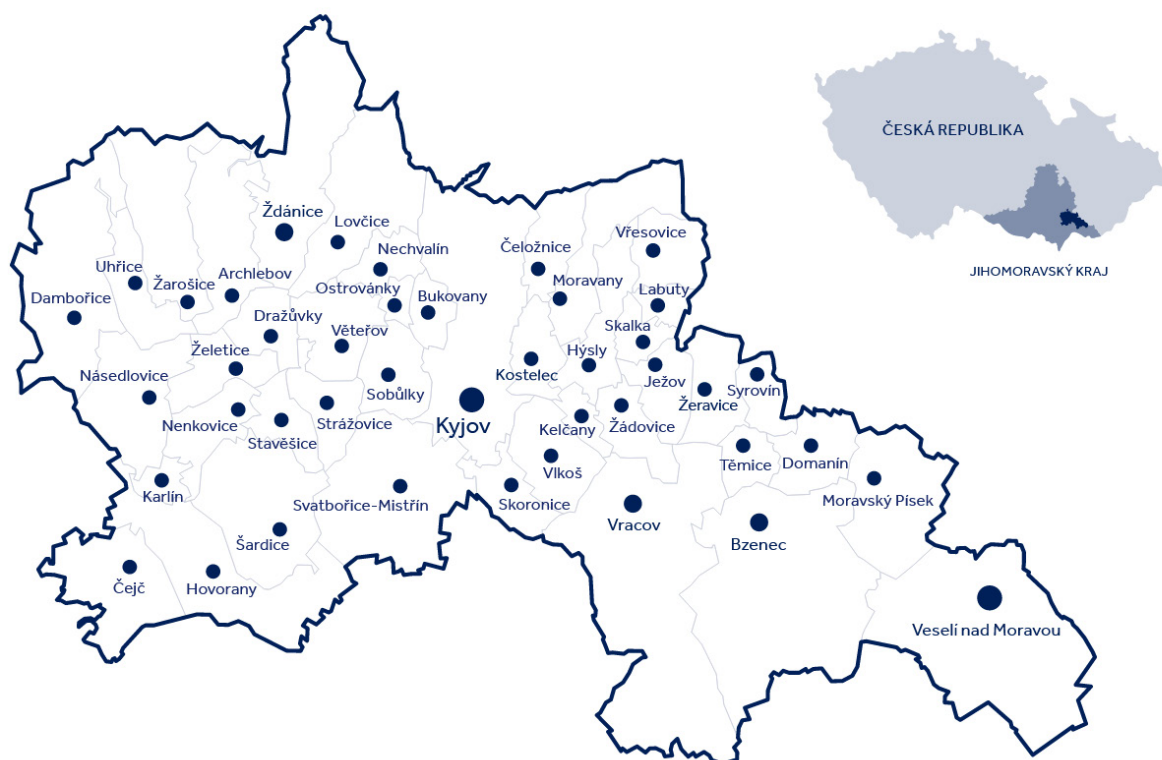 ČESKÁ REPUBLIKA
JIHOMORAVSKÝ KRAJ
Ždánice
Lovčice
Nechvalín
Čeložnice
Vřesovice
Uhřice
Žarošice
Archlebov
Ostrovánky
Bukovany
Moravany
Labuty
Dambořice
Dražůvky
Věteřov
Skalka
Želetice
Hýsly
Násedlovice
Sobůlky
Kostelec
Ježov
Syrovín
Žeravice
Nenkovice
Stavěšice
Strážovice
Kyjov
Kelčany
Žádovice
Těmice
Domanín
Vlkoš
Karlín
Svatbořice-Mistřín
Skoronice
Moravský Písek
Šardice
Vracov
Bzenec
Čejč
Hovorany
Veselí nad Moravou